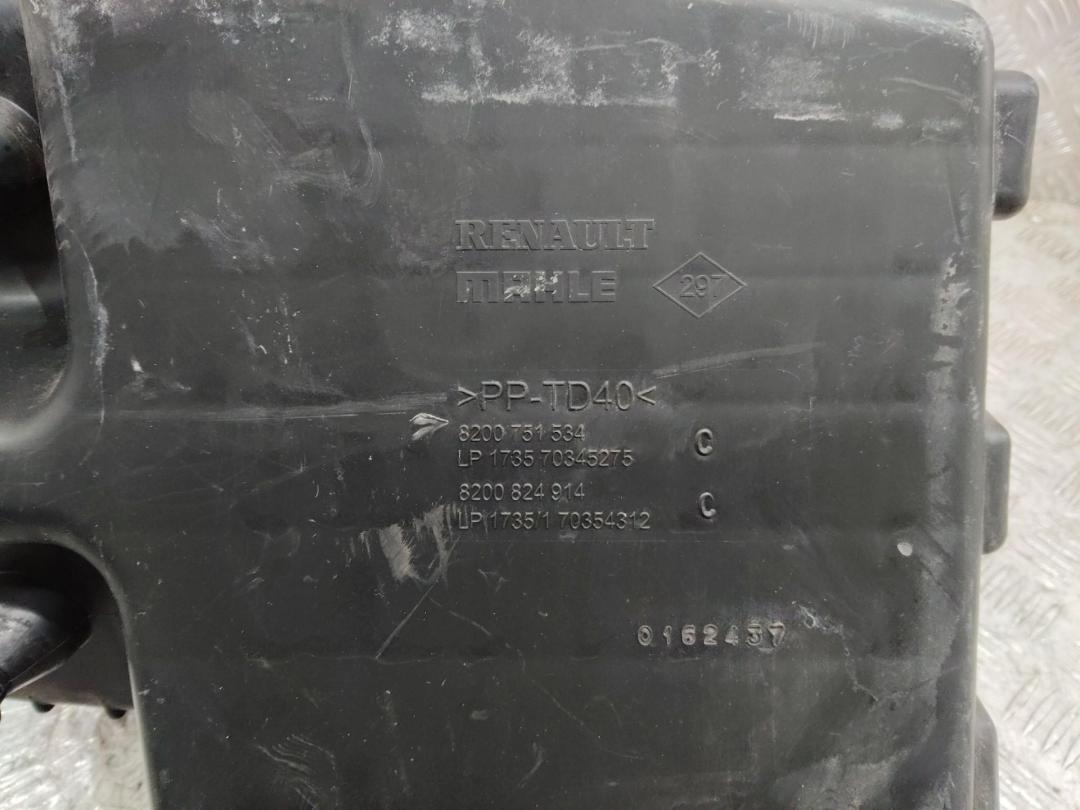 RENAULT
MAHLE 297
>PP-TD40<
8200 751 534 C
LP 1735 70345275
8200 824 914 C
LP 1735/1 70354312
0162437